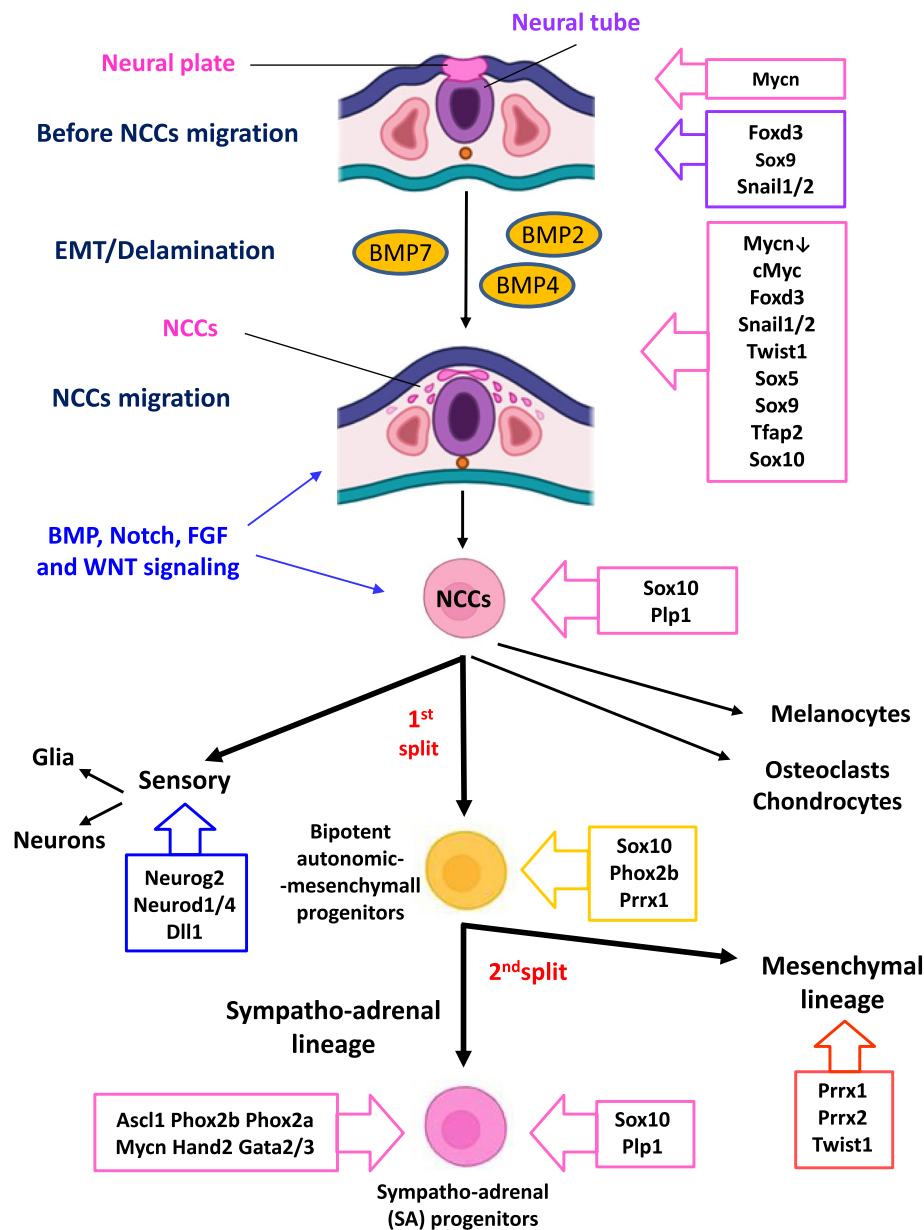 Neural tube
Neural plate
Mycn
Before NCCs migration
Foxd3
Sox9
Snail1/2
EMT/Delamination
BMP7
BMP2
BMP4
Mycn↓
cMyc
Foxd3
Snail1/2
Twist1
Sox5
Sox9
Tfap2
Sox10
NCCs
NCCs migration
BMP, Notch, FGF
and WNT signaling
NCCs
Sox10
Plp1
1st
split
Melanocytes
Osteoclasts
Chondrocytes
Glia
Sensory
Neurons
Neurog2
Neurod1/4
Dll1
Bipotent
autonomic-
-mesenchymall
progenitors
Sox10
Phox2b
Prrx1
2nd split
Mesenchymal
lineage
Sympatho-adrenal
lineage
Prrx1
Prrx2
Twist1
Ascl1 Phox2b Phox2a
Mycn Hand2 Gata2/3
Sox10
Plp1
Sympatho-adrenal
(SA) progenitors